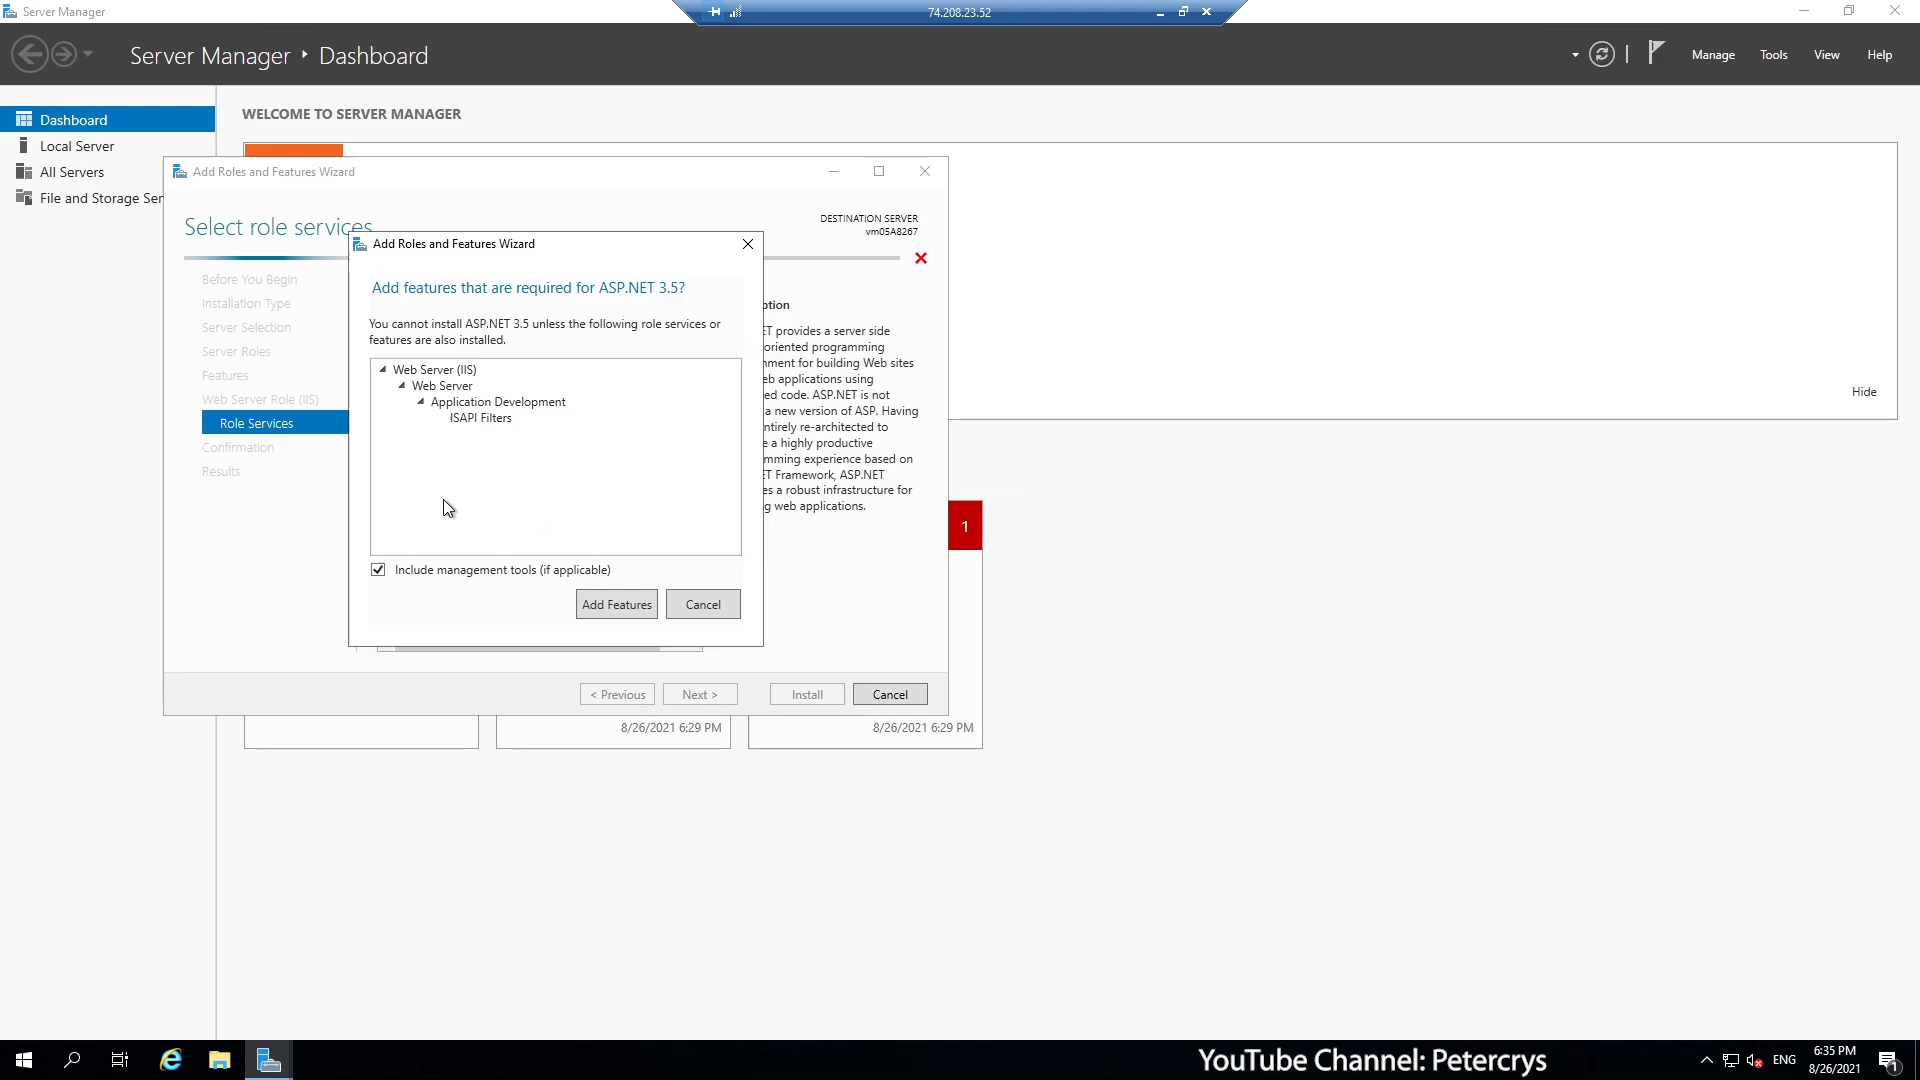 Server Manager
74.208.23.52
Server Manager
Dashboard
Manage
Tools
View
Help
Dashboard
Local Server
All Servers
File and Storage Ser
WELCOME TO SERVER MANAGER
Hide
Add Roles and Features Wizard
Select role services
DESTINATION SERVER
vm05A8267
Before You Begin
Installation Type
Server Selection
Server Roles
Features
Web Server Role (IIS)
Role Services
Confirmation
Results
Add Roles and Features Wizard
Add features that are required for ASP.NET 3.5?
You cannot install ASP.NET 3.5 unless the following role services or
features are also installed.
Web Server (IIS)
Web Server
Application Development
ISAPI Filters
Include management tools (if applicable)
Add Features
Cancel
ption
ET provides a server side
oriented programming
nment for building Web sites
eb applications using
ed code. ASP.NET is not
a new version of ASP. Having
entirely re-architected to
e a highly productive
mming experience based on
ET Framework, ASP.NET
es a robust infrastructure for
g web applications.
1
< Previous
Next >
Install
Cancel
8/26/2021 6:29 PM
8/26/2021 6:29 PM
YouTube Channel: Petercrys
ENG
6:35 PM
8/26/2021
1